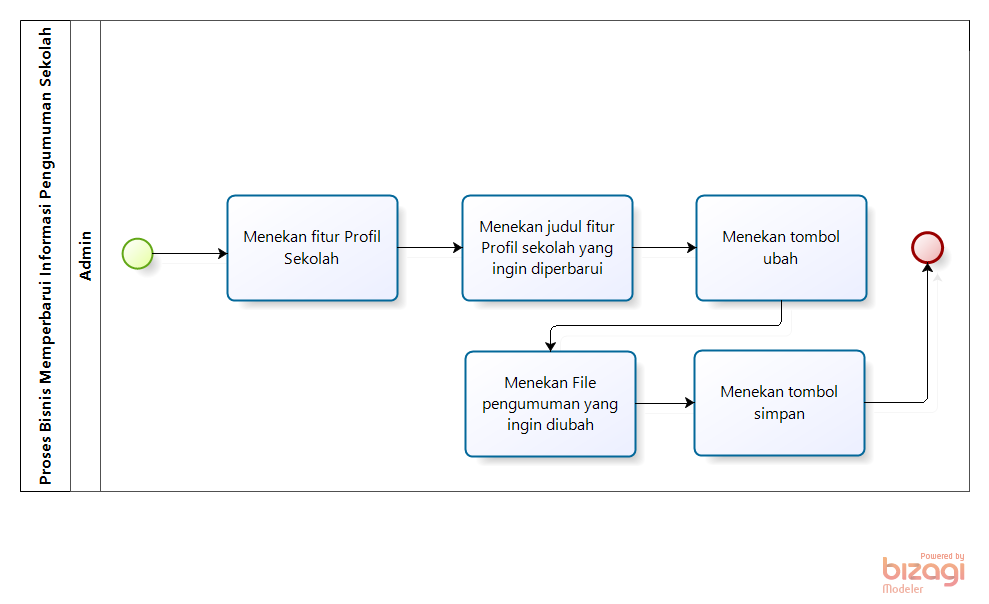 Proses Bisnis Memperbarui Informasi Pengumuman Sekolah
Admin
Menekan fitur Profil
Sekolah
Menekan judul fitur
Profil sekolah yang
ingin diperbarui
Menekan tombol
ubah
Menekan File
pengumuman yang
ingin diubah
Menekan tombol
simpan
Powered by
bizagi
Modeler